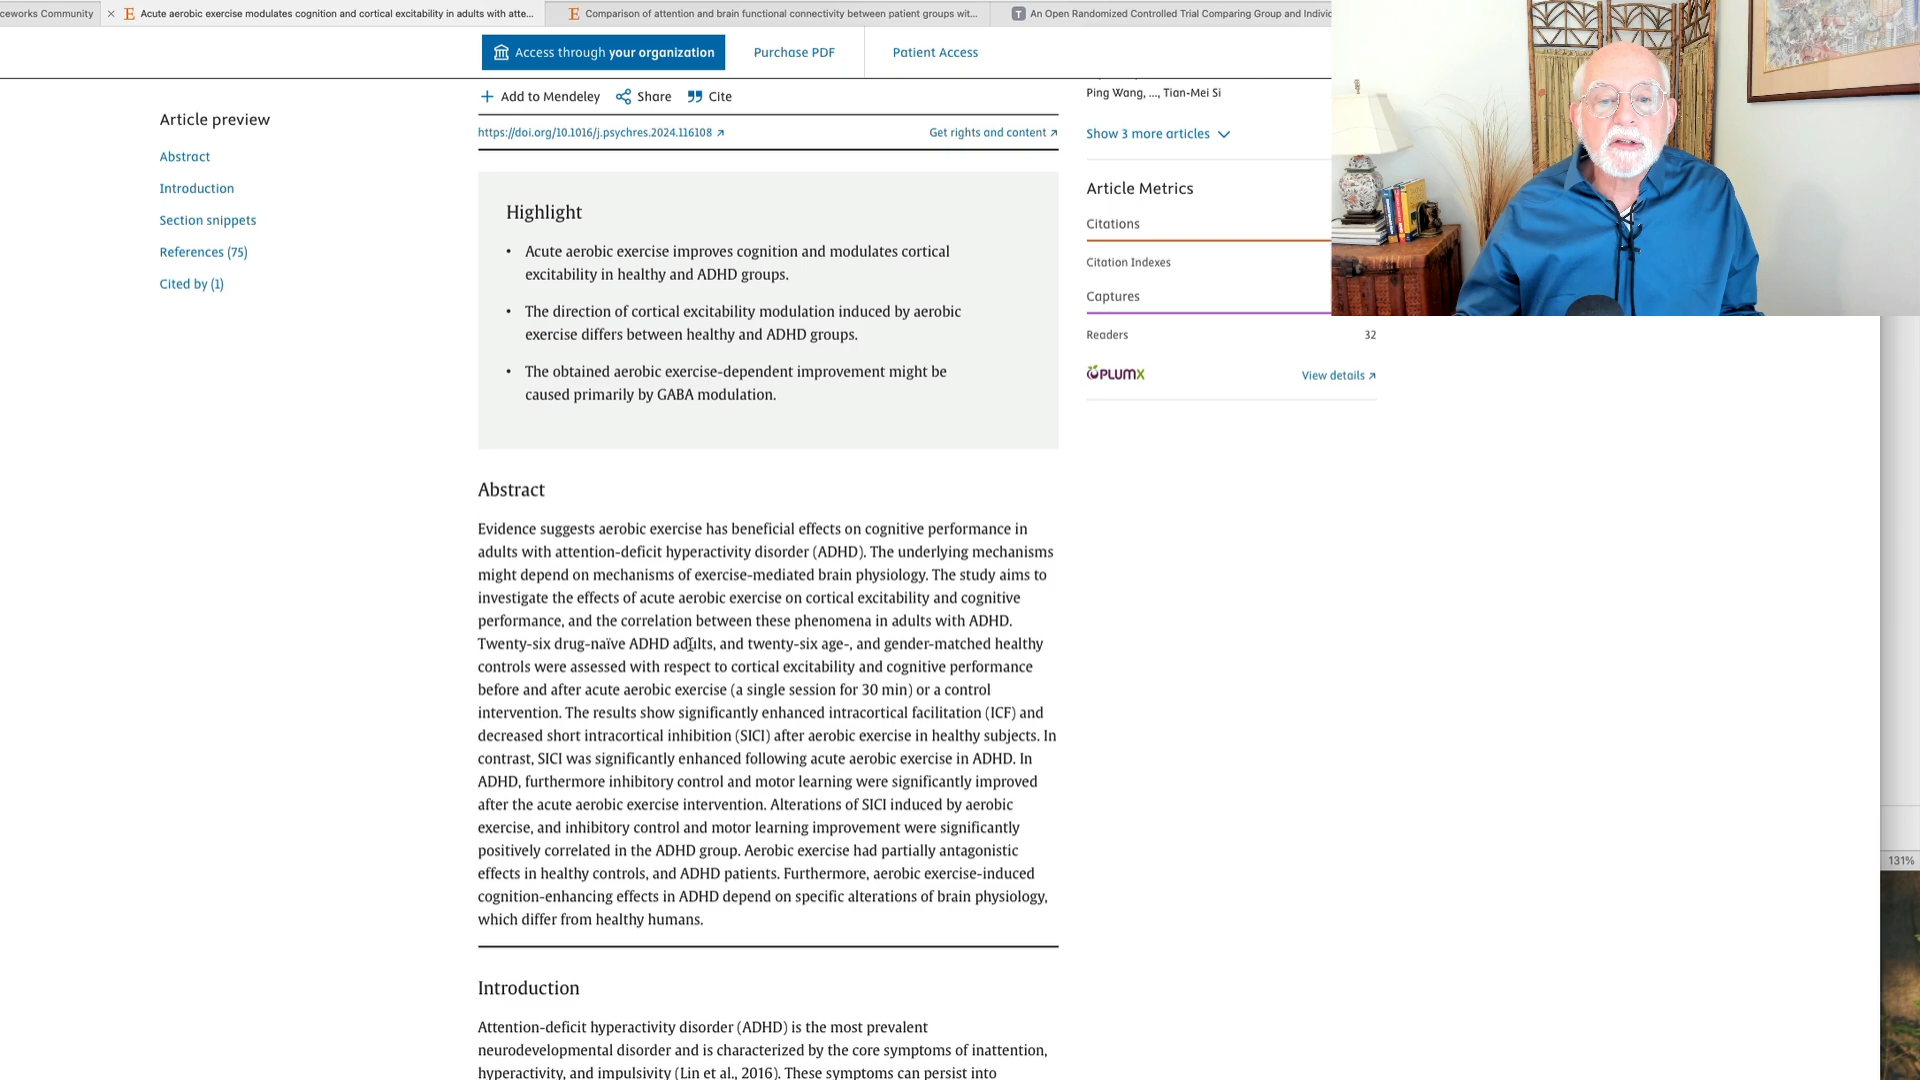 ceworks Community
Acute aerobic exercise modulates cognition and cortical excitability in adults with atte...
Comparison of attention and brain functional connectivity between patient groups wit...
An Open Randomized Controlled Trial Comparing Group and Indivi
Access through your organization
Purchase PDF
Patient Access
Add to Mendeley
Share
Cite
Ping Wang, ..., Tian-Mei Si
Article preview
https://doi.org/10.1016/j.psychres.2024.116108
Get rights and content
Show 3 more articles
Abstract
Introduction
Section snippets
References (75)
Cited by (1)
Highlight
• Acute aerobic exercise improves cognition and modulates cortical
excitability in healthy and ADHD groups.
• The direction of cortical excitability modulation induced by aerobic
exercise differs between healthy and ADHD groups.
• The obtained aerobic exercise-dependent improvement might be
caused primarily by GABA modulation.
Article Metrics
Citations
Citation Indexes
Captures
Readers 32
PLUMX
View details
Abstract
Evidence suggests aerobic exercise has beneficial effects on cognitive performance in
adults with attention-deficit hyperactivity disorder (ADHD). The underlying mechanisms
might depend on mechanisms of exercise-mediated brain physiology. The study aims to
investigate the effects of acute aerobic exercise on cortical excitability and cognitive
performance, and the correlation between these phenomena in adults with ADHD.
Twenty-six drug-naïve ADHD adults, and twenty-six age-, and gender-matched healthy
controls were assessed with respect to cortical excitability and cognitive performance
before and after acute aerobic exercise (a single session for 30 min) or a control
intervention. The results show significantly enhanced intracortical facilitation (ICF) and
decreased short intracortical inhibition (SICI) after aerobic exercise in healthy subjects. In
contrast, SICI was significantly enhanced following acute aerobic exercise in ADHD. In
ADHD, furthermore inhibitory control and motor learning were significantly improved
after the acute aerobic exercise intervention. Alterations of SICI induced by aerobic
exercise, and inhibitory control and motor learning improvement were significantly
positively correlated in the ADHD group. Aerobic exercise had partially antagonistic
effects in healthy controls, and ADHD patients. Furthermore, aerobic exercise-induced
cognition-enhancing effects in ADHD depend on specific alterations of brain physiology,
which differ from healthy humans.
131%
Introduction
Attention-deficit hyperactivity disorder (ADHD) is the most prevalent
neurodevelopmental disorder and is characterized by the core symptoms of inattention,
hyperactivity, and impulsivity (Lin et al., 2016). These symptoms can persist into